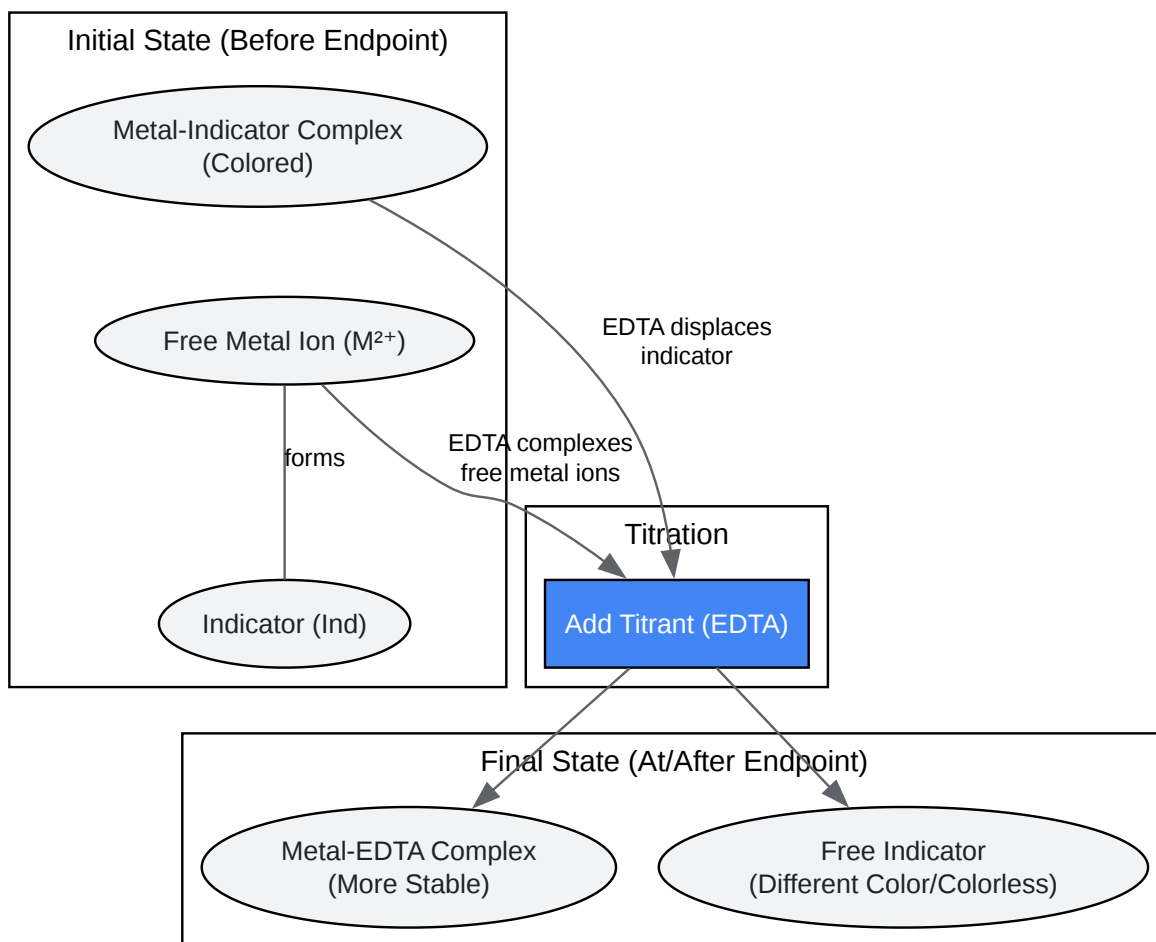 Initial State (Before Endpoint)
Metal-Indicator Complex
(Colored)
Free Metal Ion (M²⁺)
EDTA displaces
indicator
forms
EDTA complexes
free metal ions
Indicator (Ind)
Titration
Add Titrant (EDTA)
Final State (At/After Endpoint)
Metal-EDTA Complex
(More Stable)
Free Indicator
(Different Color/Colorless)